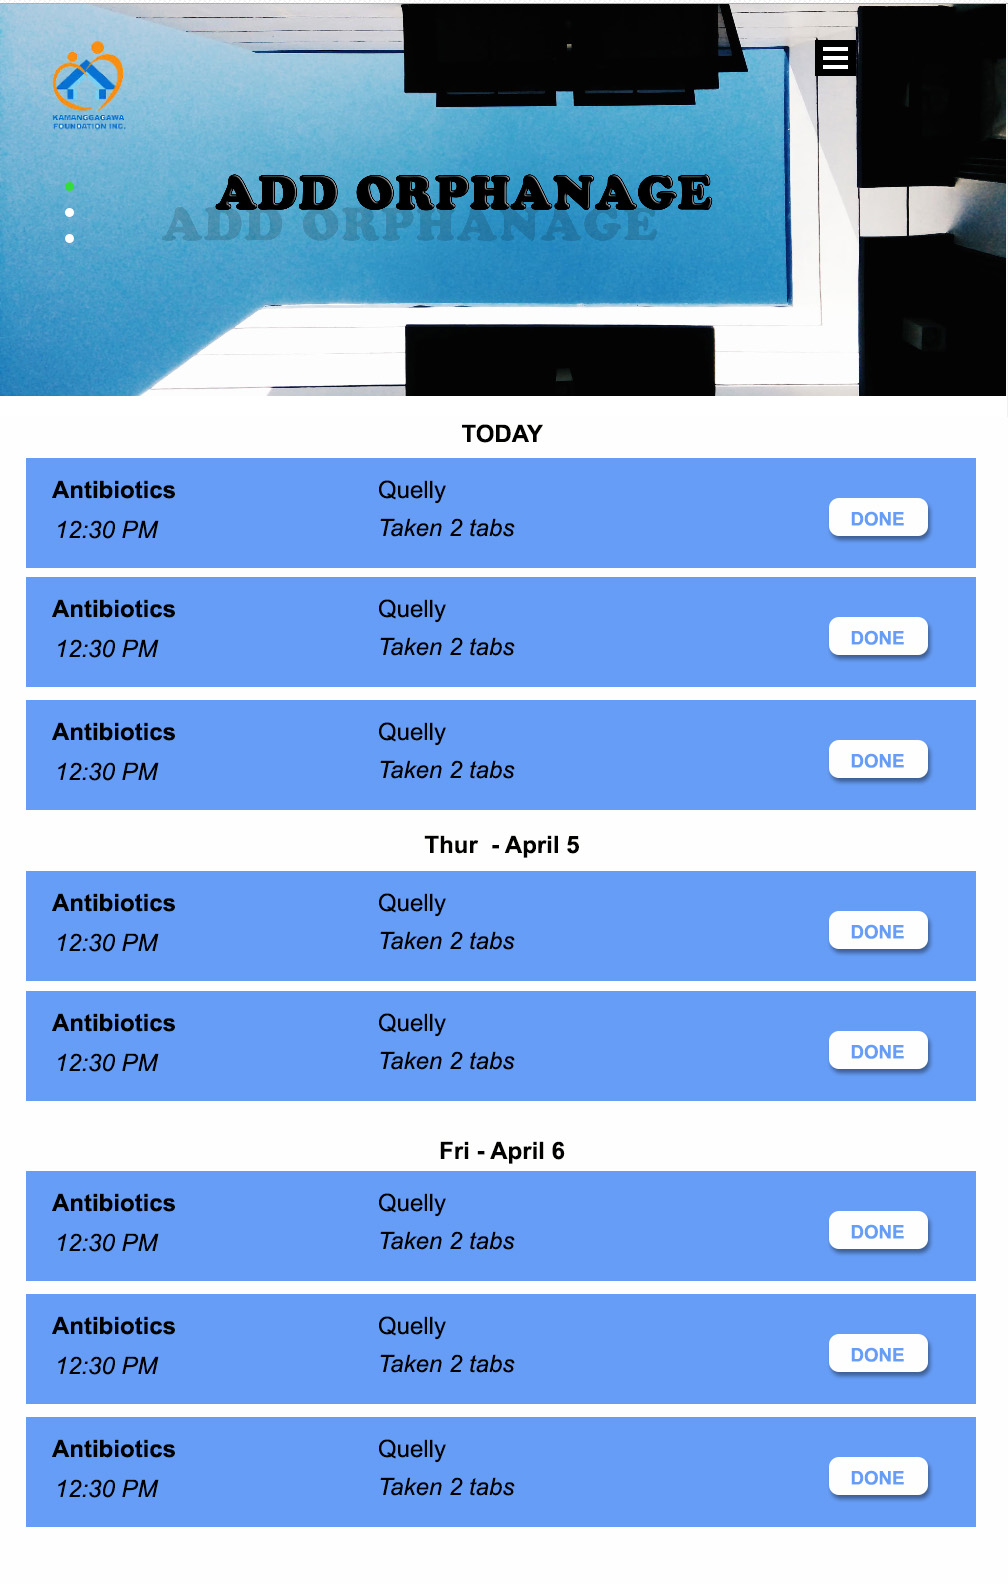 KAMANGGAGAWA
FOUNDATION INC.
ADD ORPHANAGE
ADD ORPHANAGE
TODAY
Antibiotics
Quelly
12:30 PM
Taken 2 tabs
DONE
Antibiotics
Quelly
12:30 PM
Taken 2 tabs
DONE
Antibiotics
Quelly
12:30 PM
Taken 2 tabs
DONE
Thur - April 5
Antibiotics
Quelly
12:30 PM
Taken 2 tabs
DONE
Antibiotics
Quelly
12:30 PM
Taken 2 tabs
DONE
Fri - April 6
Antibiotics
Quelly
12:30 PM
Taken 2 tabs
DONE
Antibiotics
Quelly
12:30 PM
Taken 2 tabs
DONE
Antibiotics
Quelly
12:30 PM
Taken 2 tabs
DONE